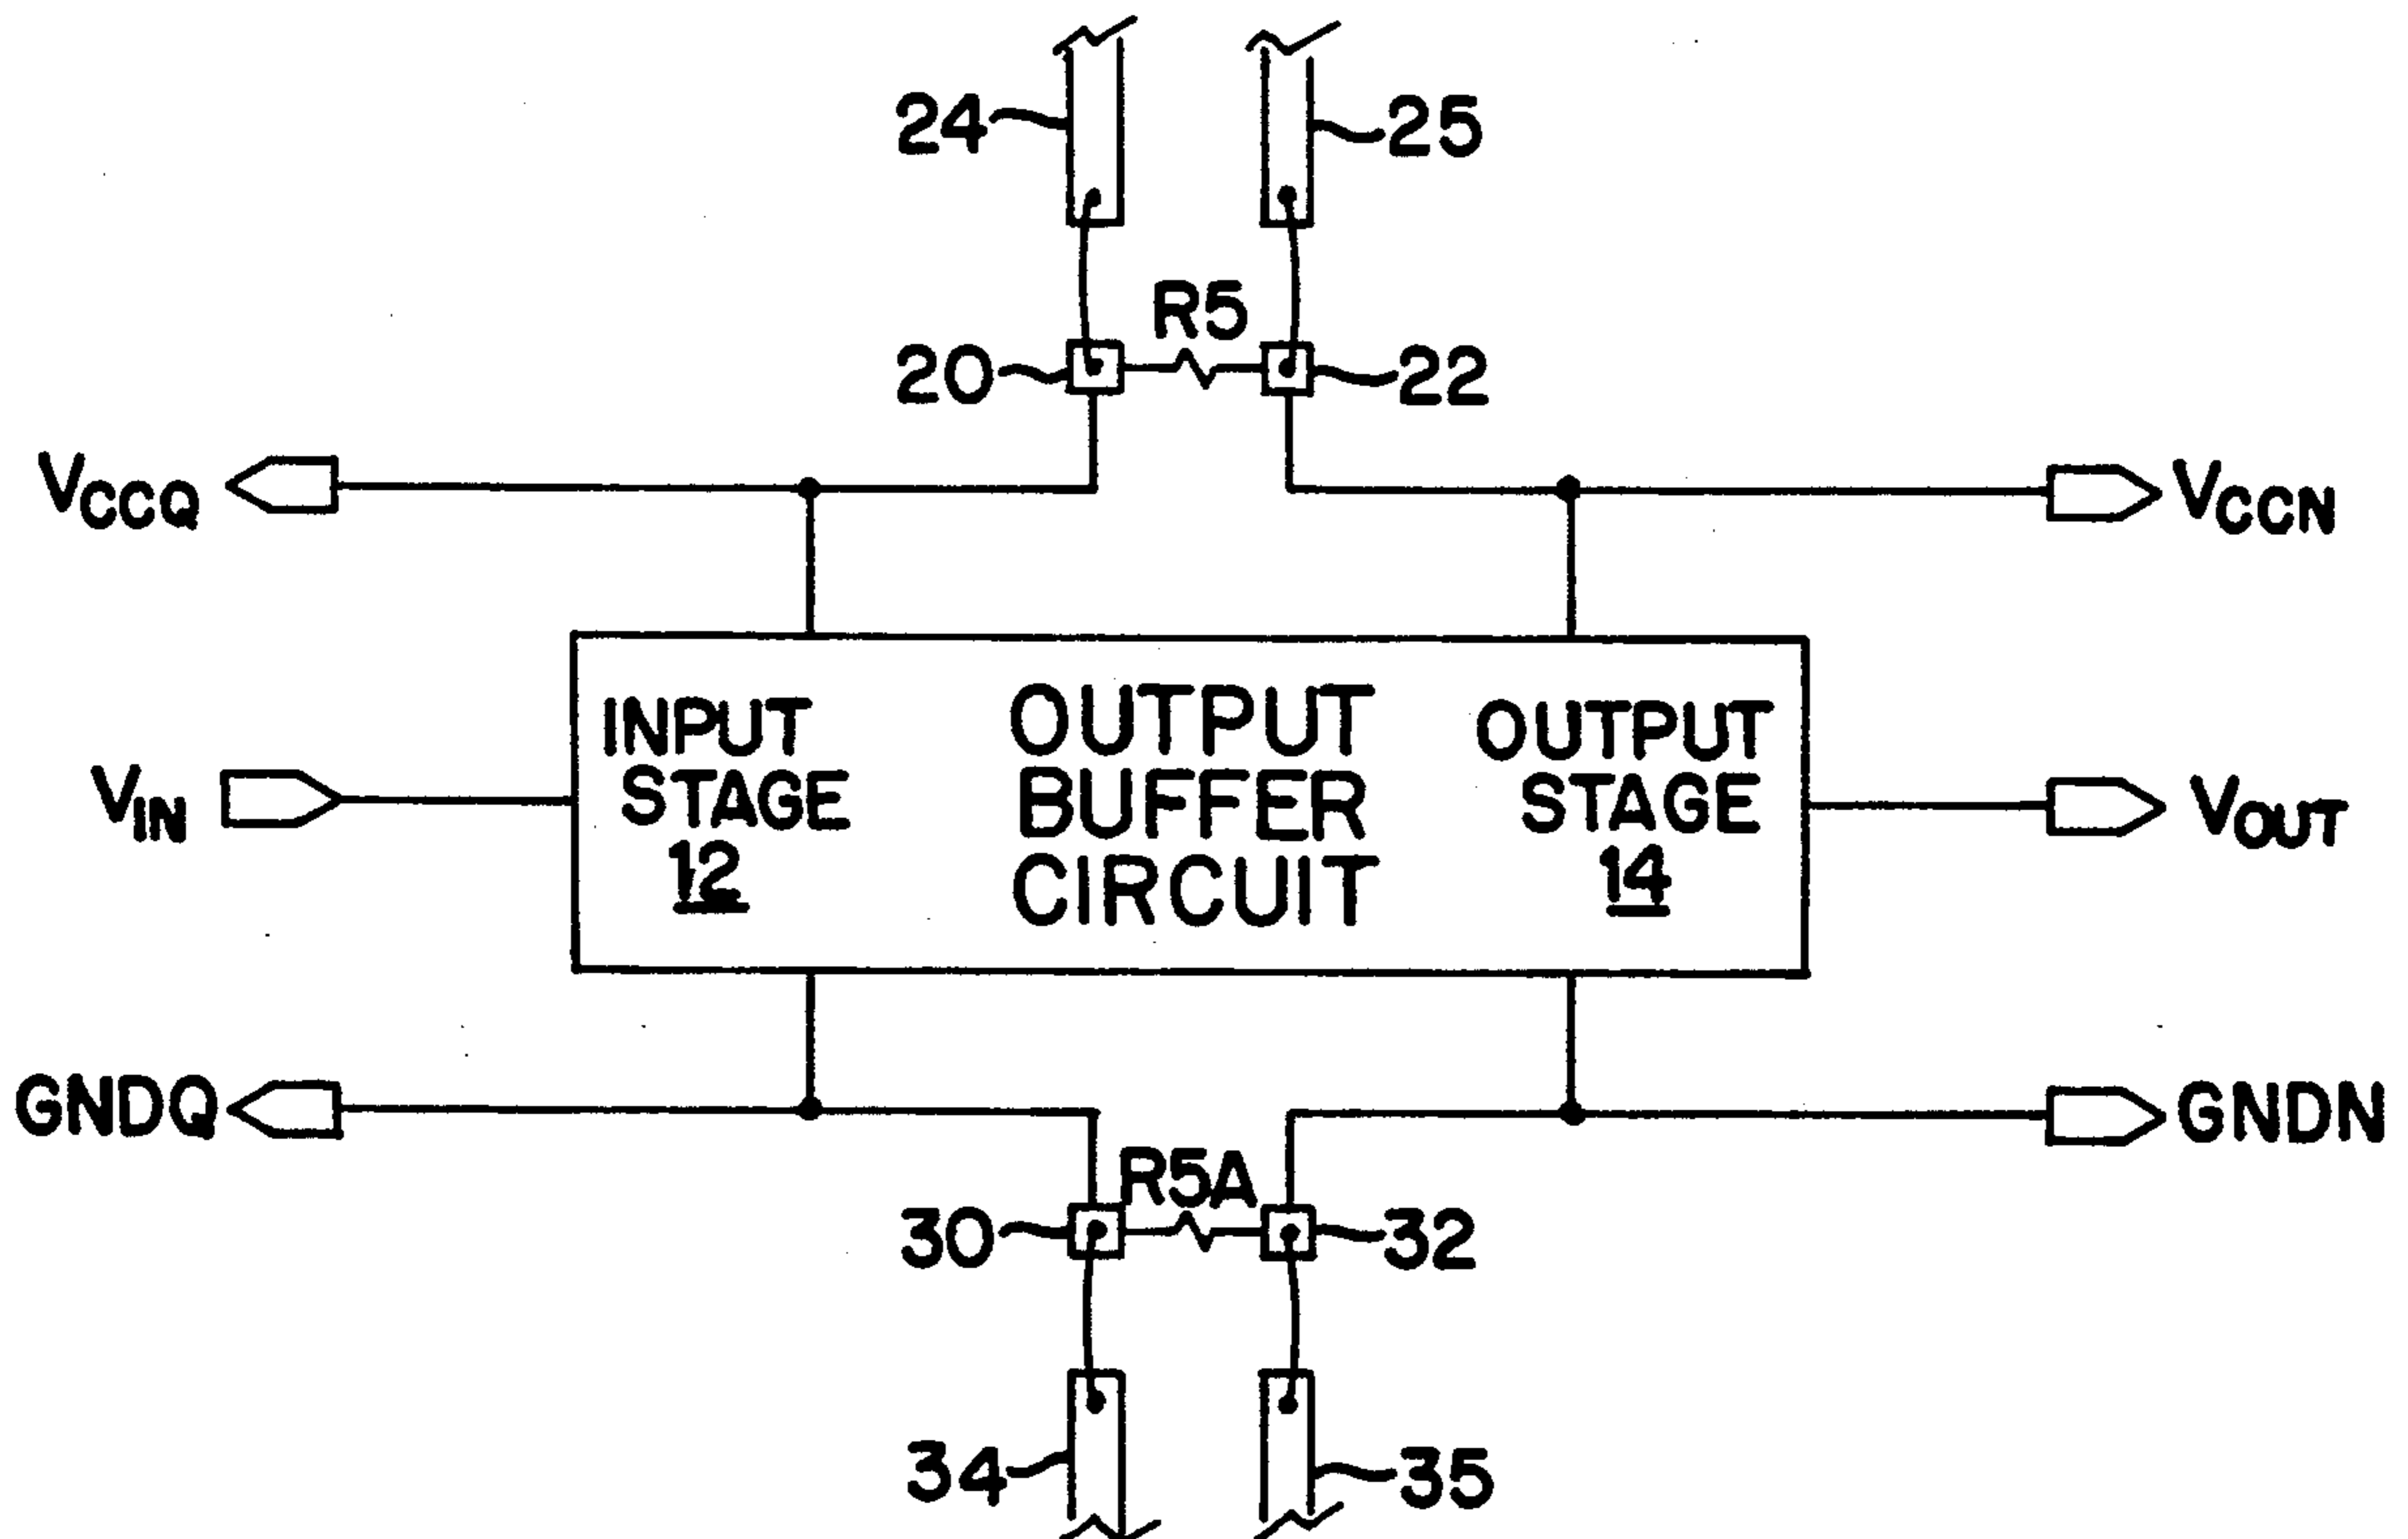 24
25
R5
20
22
VCCQ
VCCN
INPUT
STAGE
12
OUTPUT
BUFFER
CIRCUIT
OUTPUT
STAGE
14
VIN
VOUT
GNDQ
GNDN
R5A
30
32
34
35